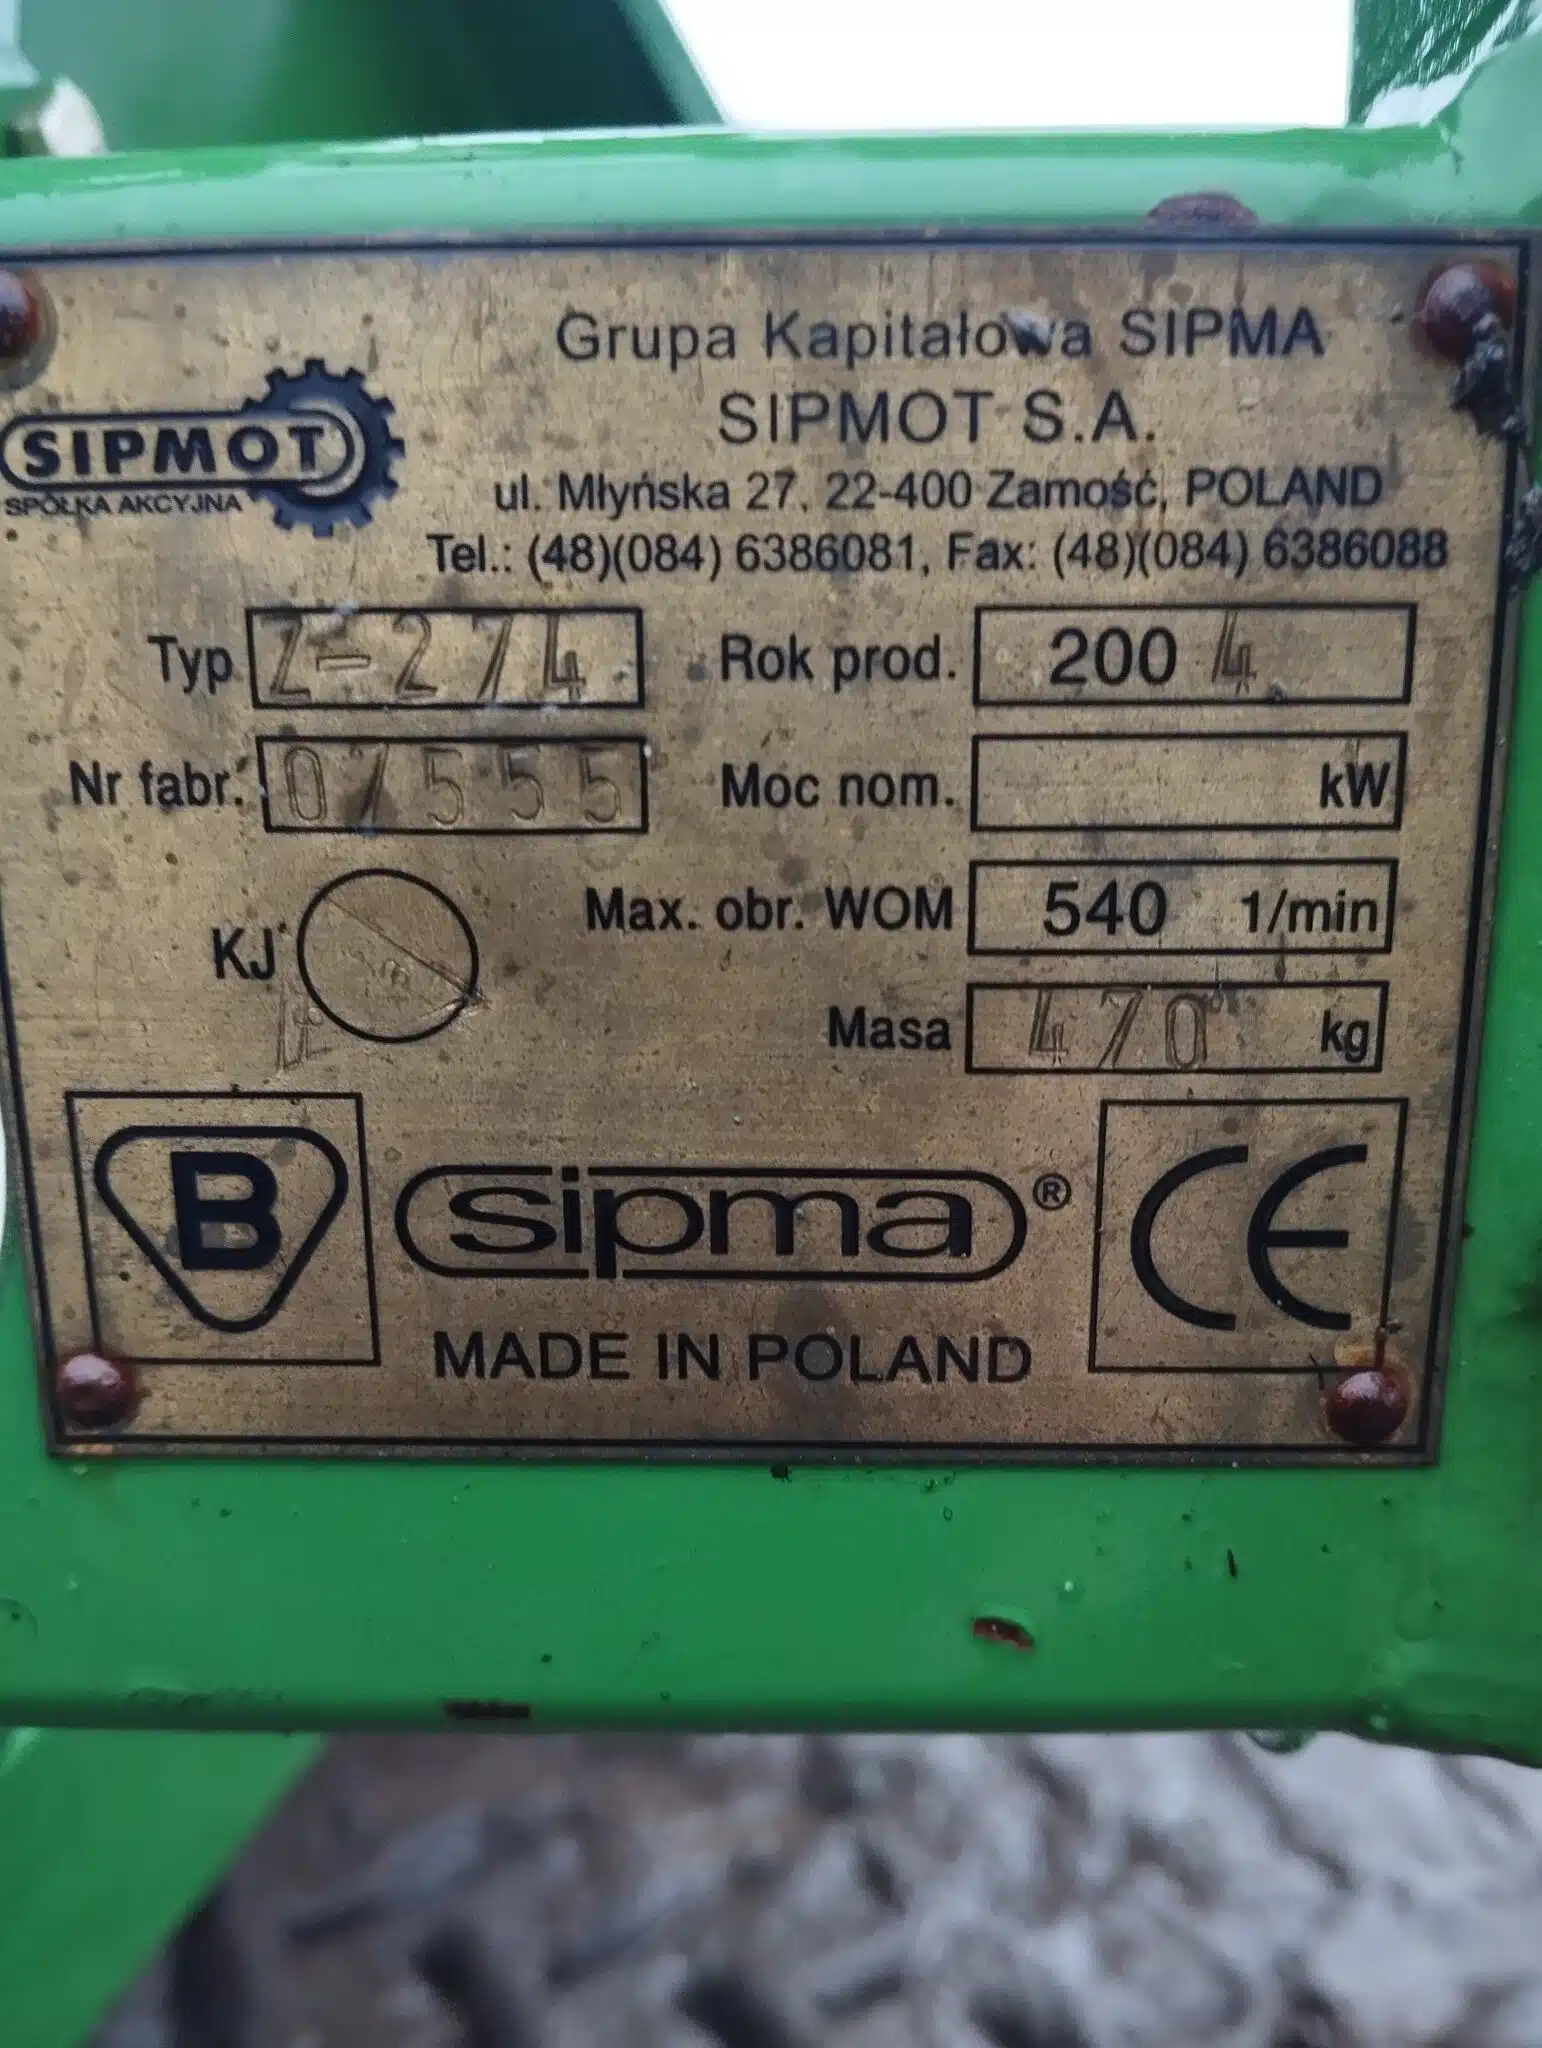 Grupa Kapitałowa SIPMA
SIPMOT S.A.
SIPMOT
SPÓŁKA AKCYJNA
ul. Młyńska 27, 22-400 Zamość, POLAND
Tel.: (48)(084) 6386081, Fax: (48)(084) 6386088
Typ Z-274 Rok prod. 2004
Nr fabr. 07555 Moc nom. kW
KJ Max. obr. WOM 540 1/min
Masa 470 kg
B sipma® CE
MADE IN POLAND